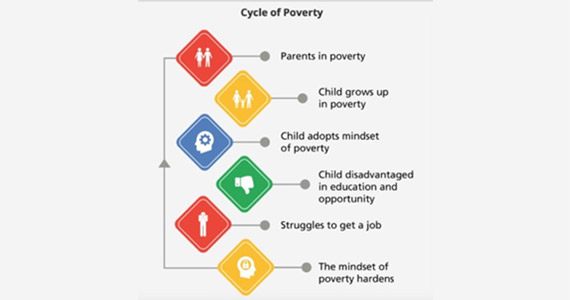 Cycle of Poverty
Parents in poverty
Child grows up
in poverty
Child adopts mindset
of poverty
Child disadvantaged
in education and
opportunity
Struggles to get a job
The mindset of
poverty hardens